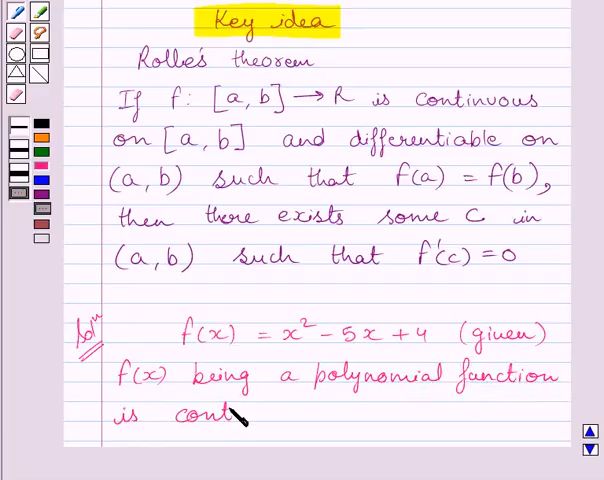 Key idea
Rolle's theorem
If f: [a, b] → R is continuous
on [a, b] and differentiable on
(a, b) such that f(a) = f(b),
then there exists some C in
(a, b) such that f'(c) = 0
Solⁿ f(x) = x² - 5x + 4 (given)
f(x) being a polynomial function
is cont